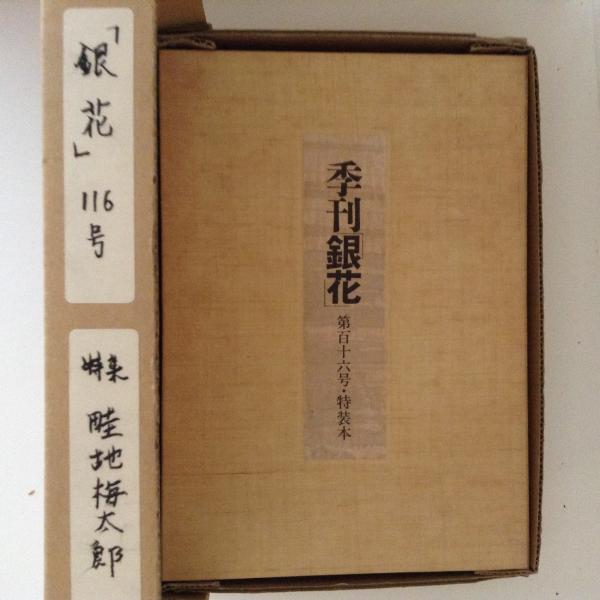 「銀花」
116号
特集
畦地梅太郎
季刊「銀花」
第百十六号・特装本